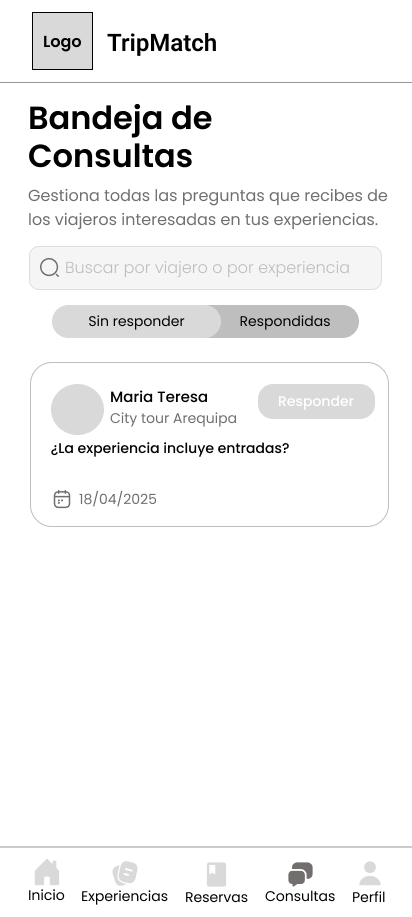 Logo
TripMatch
Bandeja de
Consultas
Gestiona todas las preguntas que recibes de
los viajeros interesadas en tus experiencias.
Buscar por viajero o por experiencia
Sin responder
Respondidas
Maria Teresa
Responder
City tour Arequipa
¿La experiencia incluye entradas?
18/04/2025
Inicio
Experiencias
Reservas
Consultas
Perfil